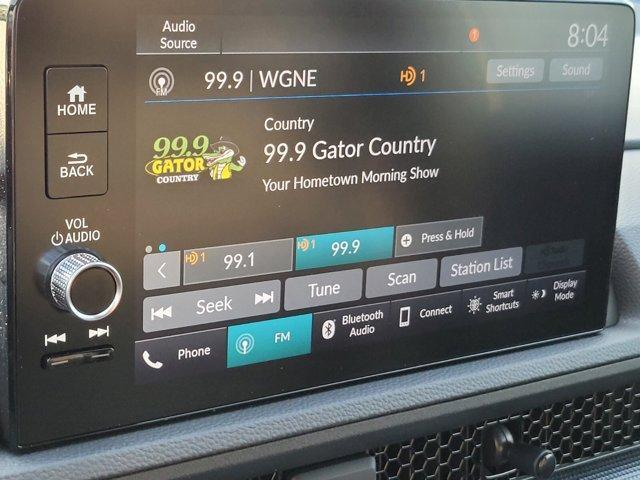 Audio
Source
1
8:04
HOME
BACK
VOL
AUDIO
FM
99.9 | WGNE
HD 1
Settings
Sound
99.9
GATOR
COUNTRY
Country
99.9 Gator Country
Your Hometown Morning Show
HD 1 99.1
HD 1 99.9
Press & Hold
Seek
Tune
Scan
Station List
Phone
FM
Bluetooth
Audio
Connect
Smart
Shortcuts
Display
Mode